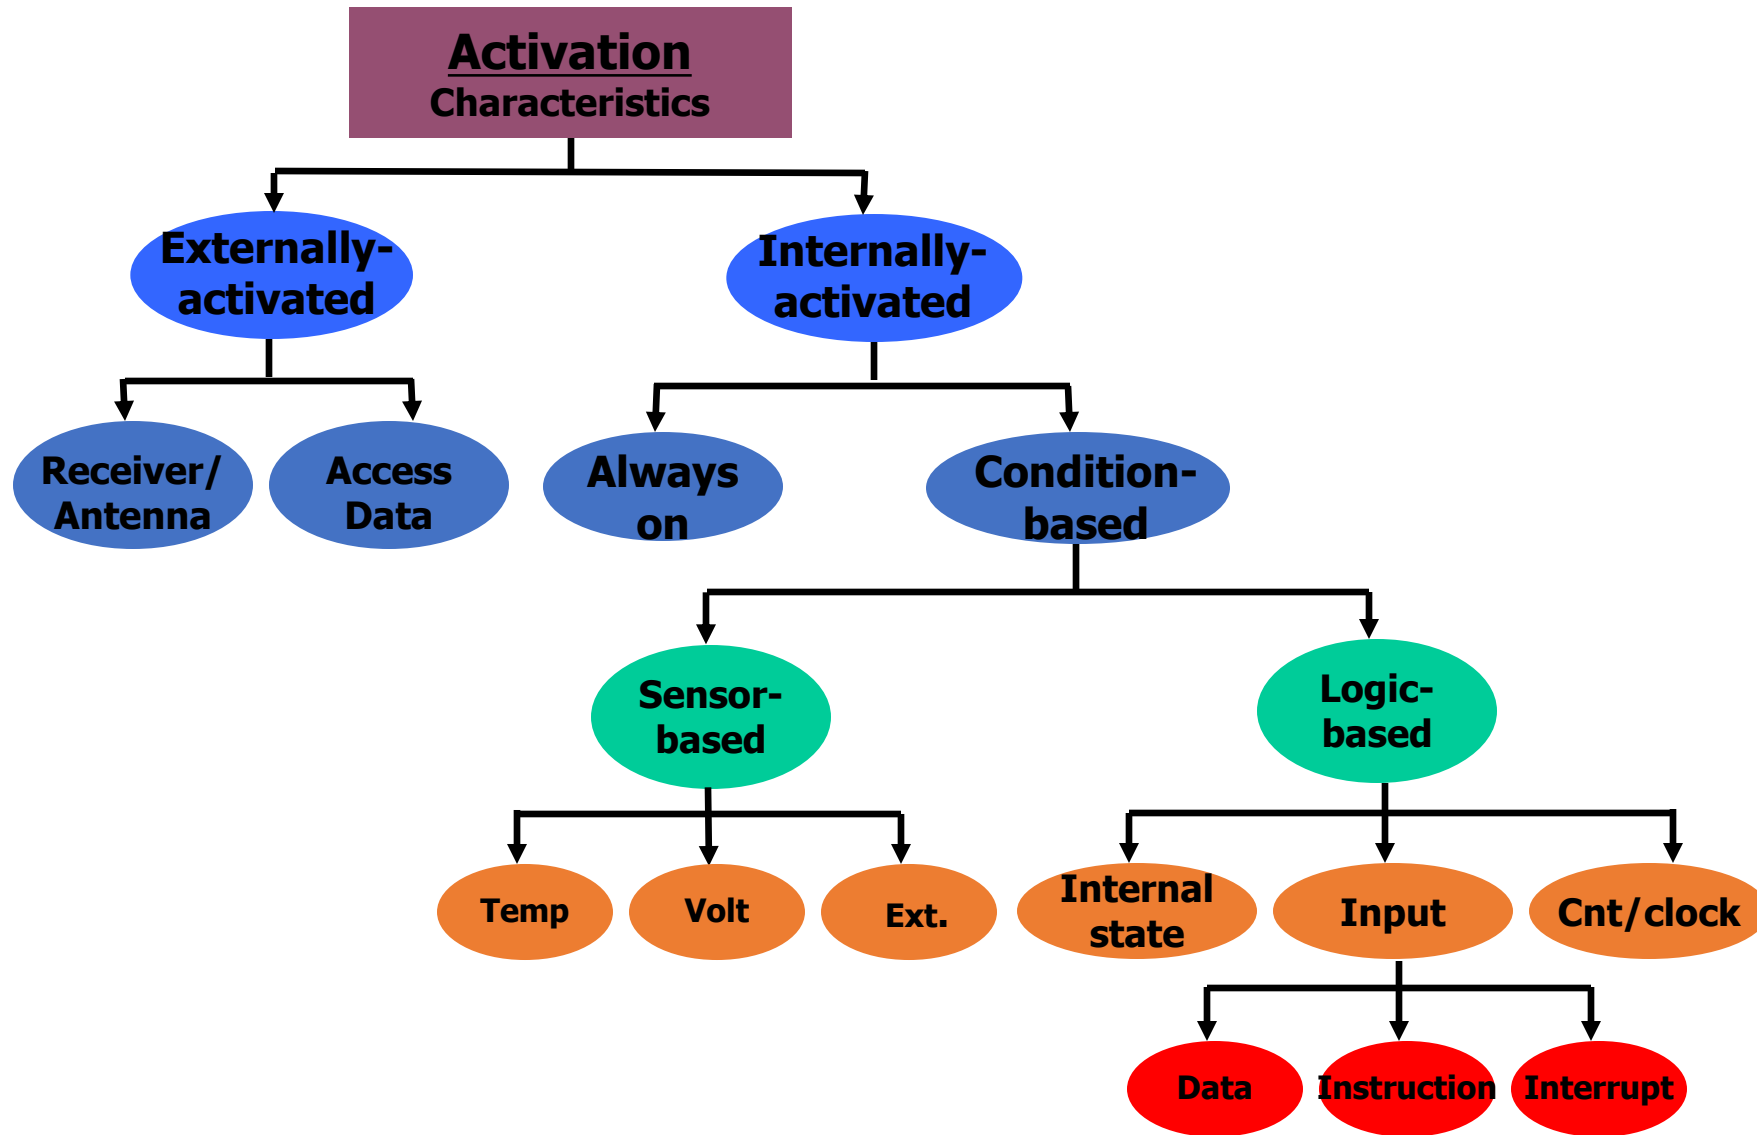 Activation
Characteristics
Externally-
activated
Internally-
activated
Receiver/
Antenna
Access
Data
Always
on
Condition-
based
Sensor-
based
Logic-
based
Temp
Volt
Ext.
Internal
state
Input
Cnt/clock
Data
Instruction
Interrupt